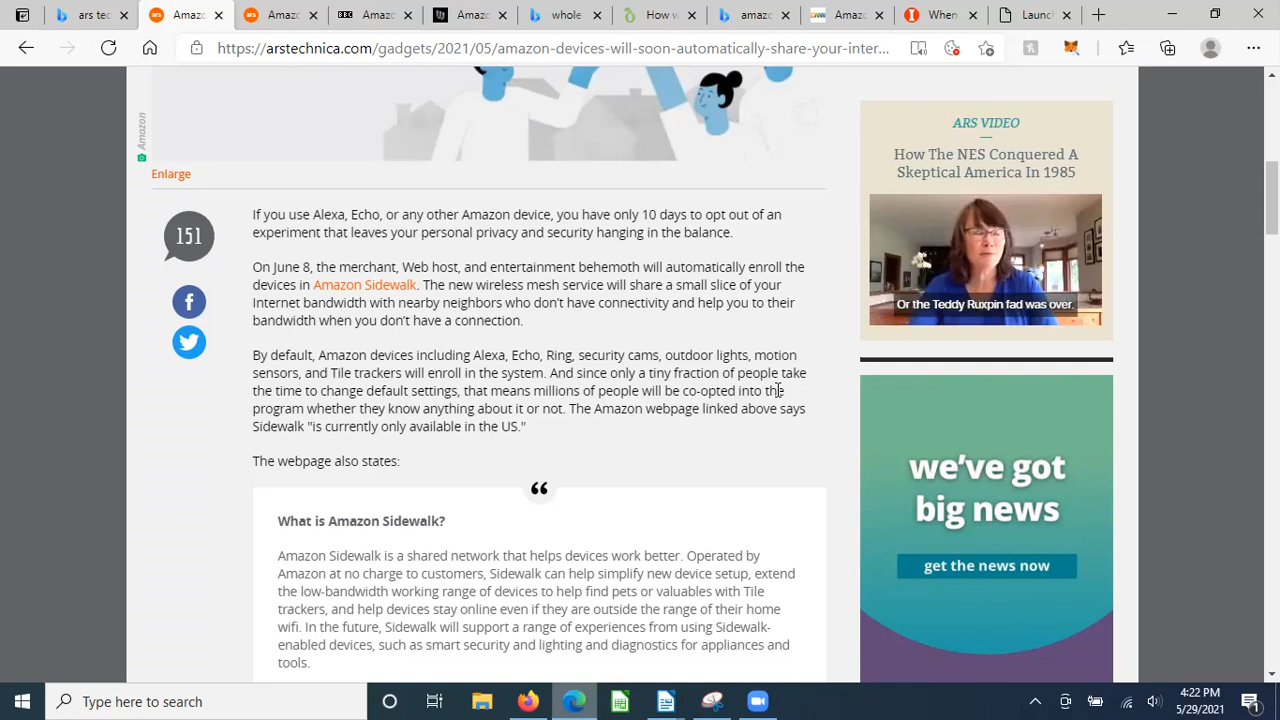 ars tec
Amaz
Amazo
BBC
Amazo
Amazo
whole
How w
amazo
CNN
Amazo
When
Launch
https://arstechnica.com/gadgets/2021/05/amazon-devices-will-soon-automatically-share-your-inter...
Amazon
Enlarge
ARS VIDEO
How The NES Conquered A
Skeptical America In 1985
Or the Teddy Ruxpin fad was over.
151
If you use Alexa, Echo, or any other Amazon device, you have only 10 days to opt out of an
experiment that leaves your personal privacy and security hanging in the balance.
On June 8, the merchant, Web host, and entertainment behemoth will automatically enroll the
devices in Amazon Sidewalk. The new wireless mesh service will share a small slice of your
Internet bandwidth with nearby neighbors who don't have connectivity and help you to their
bandwidth when you don't have a connection.
By default, Amazon devices including Alexa, Echo, Ring, security cams, outdoor lights, motion
sensors, and Tile trackers will enroll in the system. And since only a tiny fraction of people take
the time to change default settings, that means millions of people will be co-opted into the
program whether they know anything about it or not. The Amazon webpage linked above says
Sidewalk "is currently only available in the US."
The webpage also states:
What is Amazon Sidewalk?
Amazon Sidewalk is a shared network that helps devices work better. Operated by
Amazon at no charge to customers, Sidewalk can help simplify new device setup, extend
the low-bandwidth working range of devices to help find pets or valuables with Tile
trackers, and help devices stay online even if they are outside the range of their home
wifi. In the future, Sidewalk will support a range of experiences from using Sidewalk-
enabled devices, such as smart security and lighting and diagnostics for appliances and
tools.
we've got
big news
get the news now
Type here to search
4:22 PM
5/29/2021